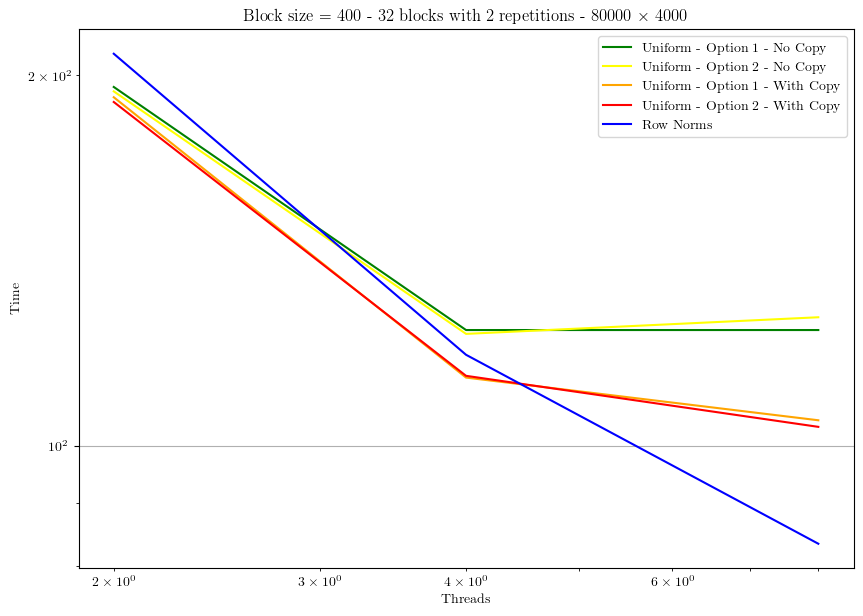 Block size = 400 - 32 blocks with 2 repetitions - 80000 × 4000
Uniform - Option 1 - No Copy
Uniform - Option 2 - No Copy
Uniform - Option 1 - With Copy
Uniform - Option 2 - With Copy
Row Norms
2 × 10⁰
3 × 10⁰
4 × 10⁰
6 × 10⁰
Threads
10²
2 × 10²
Time